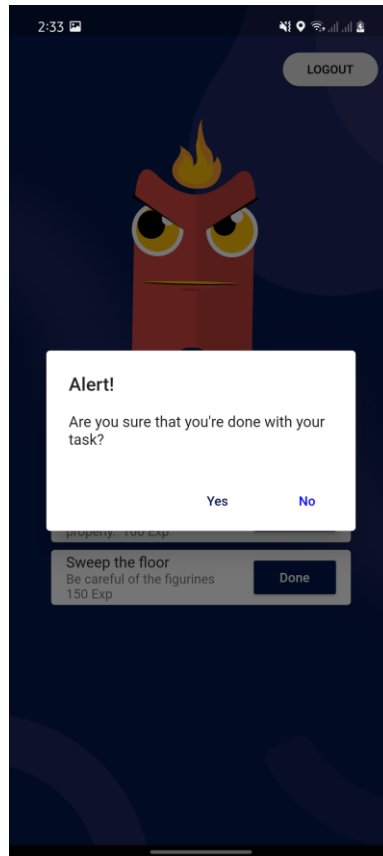 2:33
LOGOUT
Alert!
Are you sure that you're done with your
task?
Yes
No
properly. 100 Exp
Sweep the floor
Be careful of the figurines
150 Exp
Done